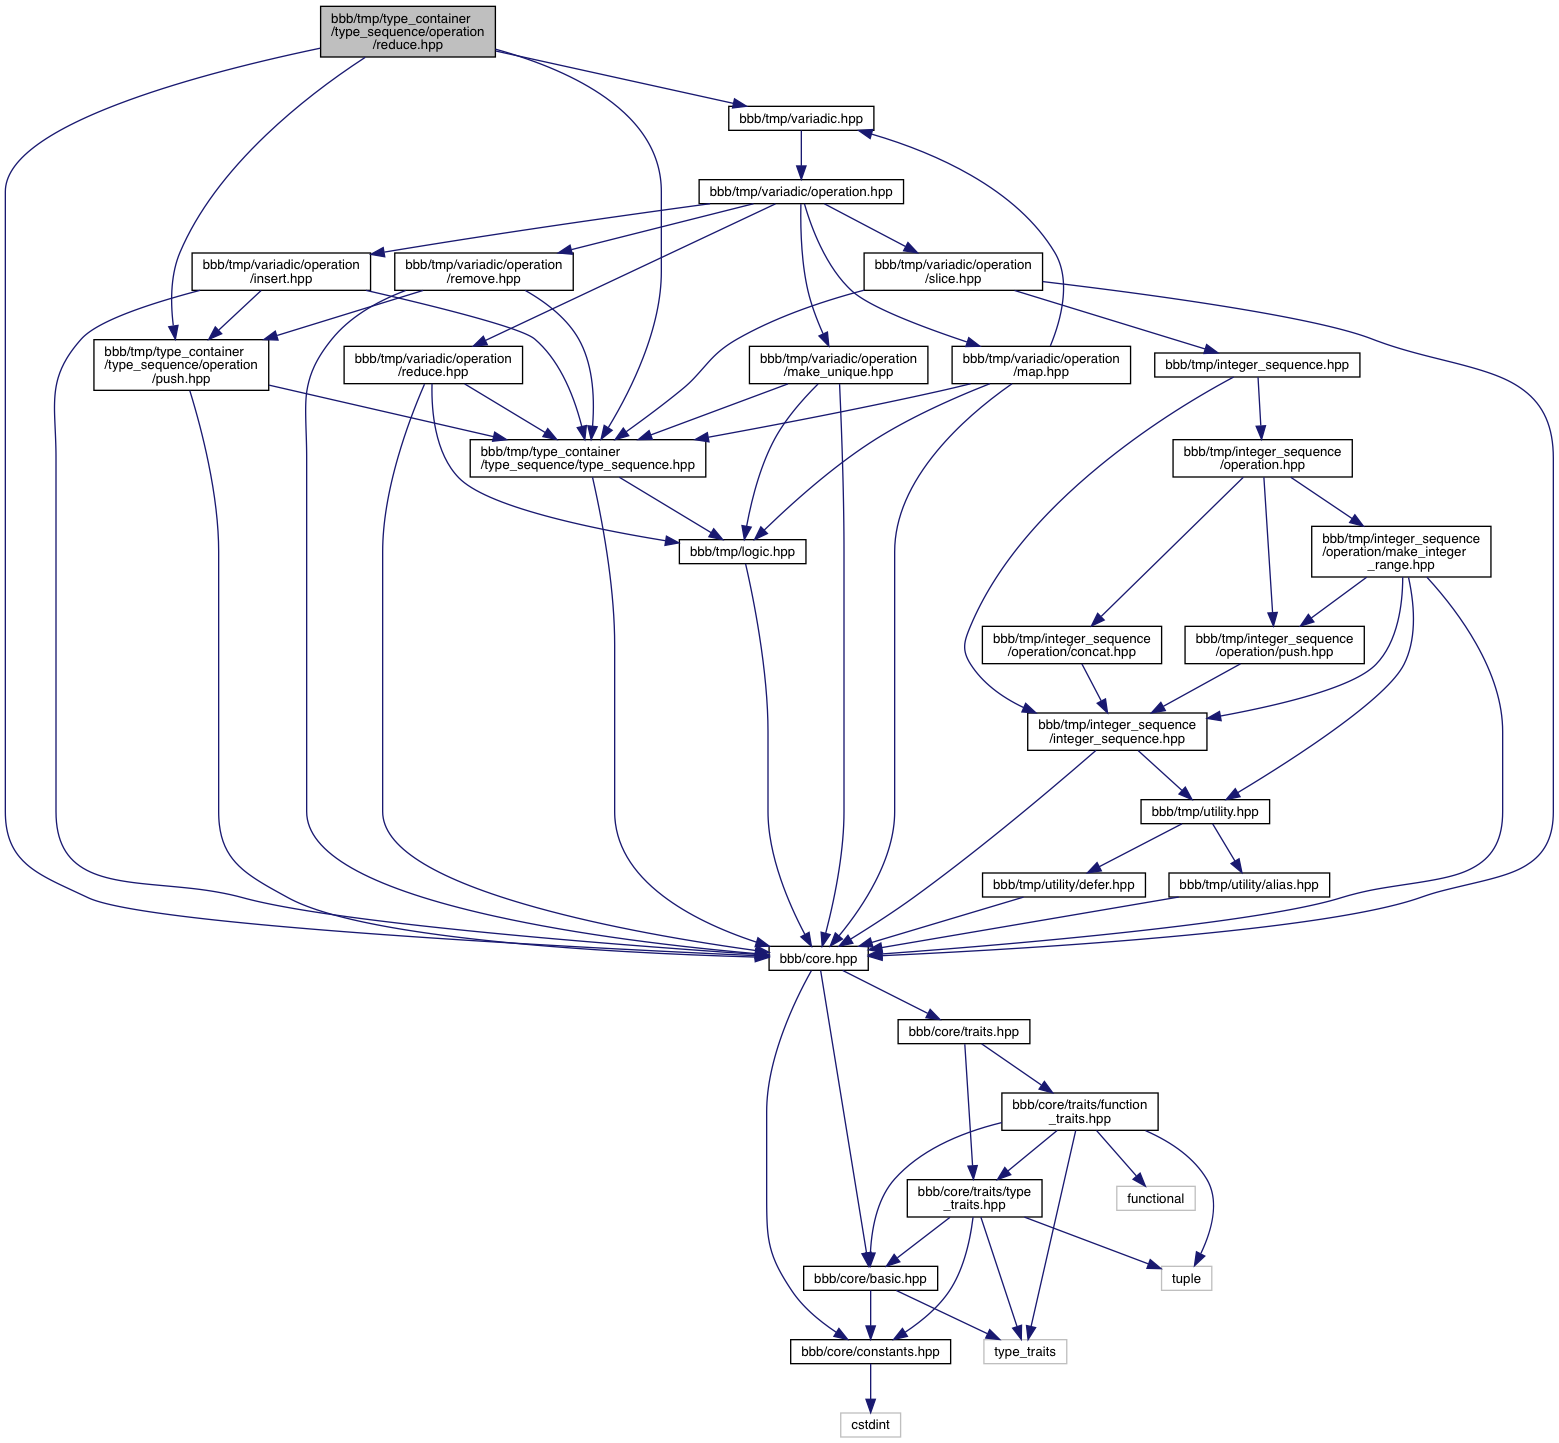 bbb/tmp/type_container
/type_sequence/operation
/reduce.hpp
bbb/tmp/variadic.hpp
bbb/tmp/variadic/operation.hpp
bbb/tmp/variadic/operation
/insert.hpp
bbb/tmp/variadic/operation
/remove.hpp
bbb/tmp/variadic/operation
/slice.hpp
bbb/tmp/type_container
/type_sequence/operation
/push.hpp
bbb/tmp/variadic/operation
/reduce.hpp
bbb/tmp/variadic/operation
/make_unique.hpp
bbb/tmp/variadic/operation
/map.hpp
bbb/tmp/integer_sequence.hpp
bbb/tmp/type_container
/type_sequence/type_sequence.hpp
bbb/tmp/integer_sequence
/operation.hpp
bbb/tmp/logic.hpp
bbb/tmp/integer_sequence
/operation/make_integer
_range.hpp
bbb/tmp/integer_sequence
/operation/concat.hpp
bbb/tmp/integer_sequence
/operation/push.hpp
bbb/tmp/integer_sequence
/integer_sequence.hpp
bbb/tmp/utility.hpp
bbb/tmp/utility/defer.hpp
bbb/tmp/utility/alias.hpp
bbb/core.hpp
bbb/core/traits.hpp
bbb/core/traits/function
_traits.hpp
bbb/core/traits/type
_traits.hpp
functional
bbb/core/basic.hpp
tuple
bbb/core/constants.hpp
type_traits
cstdint